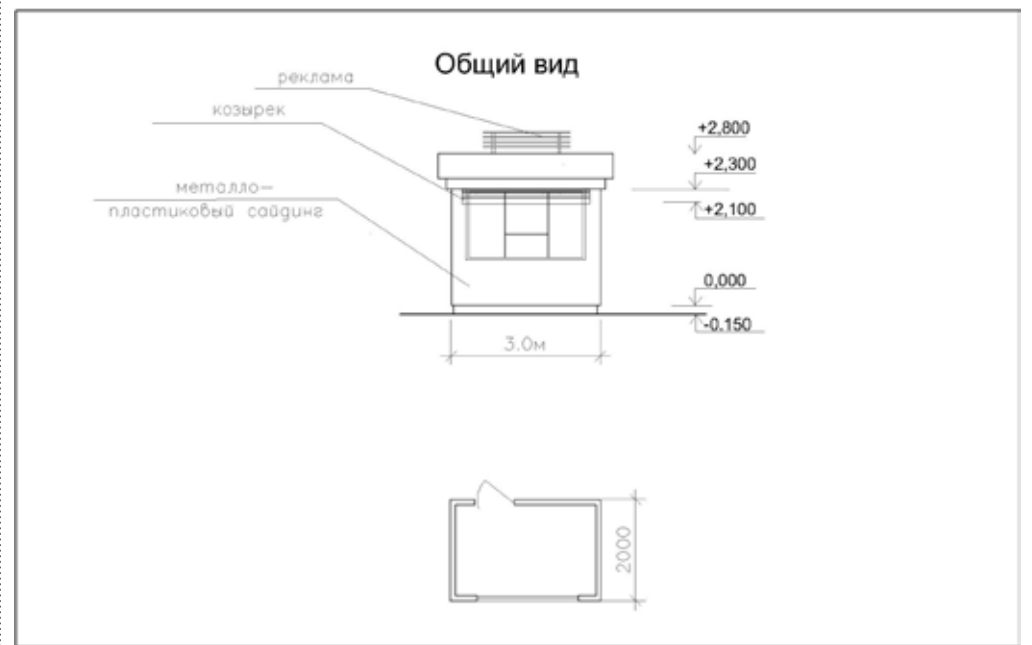 Общий вид
реклама
козырек
металло-
пластиковый сайдинг
+2,800
+2,300
+2,100
0,000
-0.150
3.0м
2000